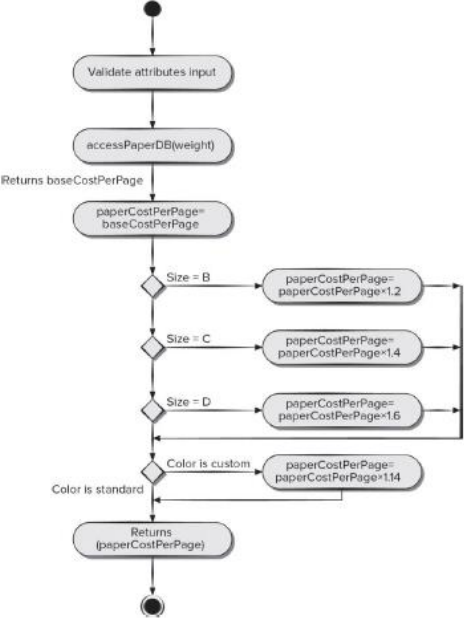 Validate attributes input
accessPaperDB(weight)
Returns baseCostPerPage
paperCostPerPage=
baseCostPerPage
Size = B
paperCostPerPage=
paperCostPerPage×1.2
Size = C
paperCostPerPage=
paperCostPerPage×1.4
Size = D
paperCostPerPage=
paperCostPerPage×1.6
Color is custom
paperCostPerPage=
paperCostPerPage×1.14
Color is standard
Returns
(paperCostPerPage)